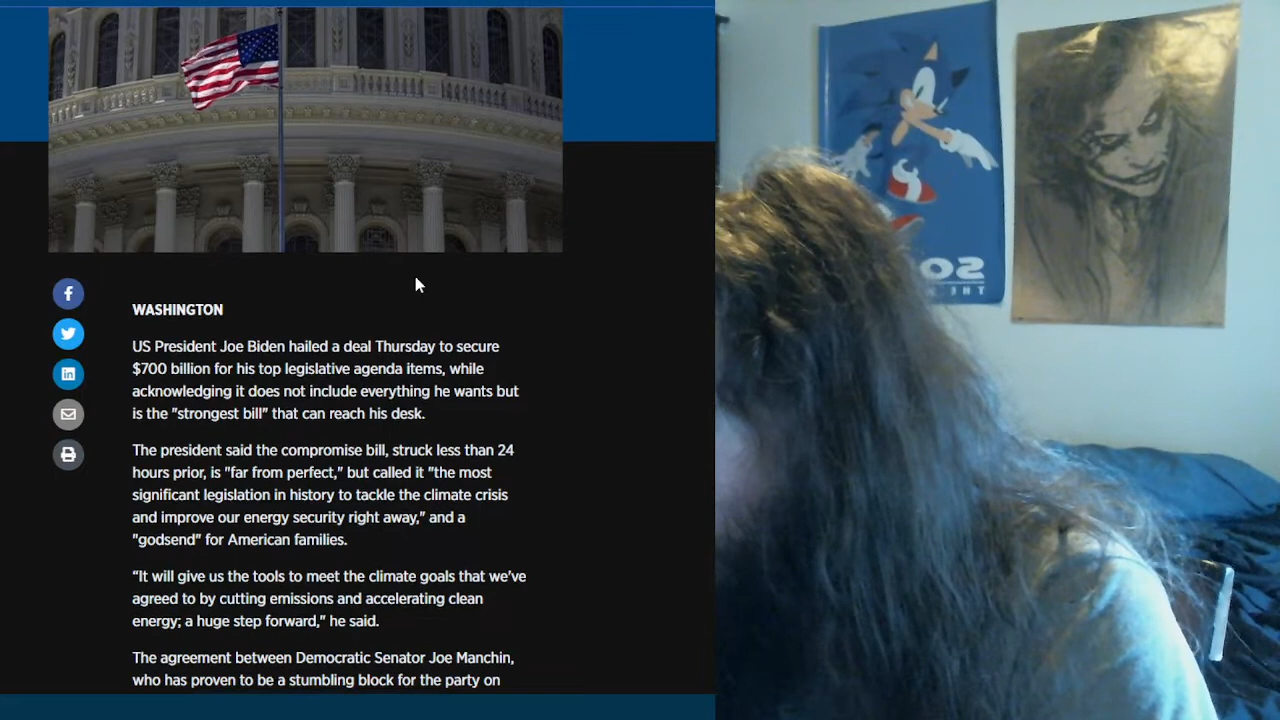 WASHINGTON
US President Joe Biden hailed a deal Thursday to secure
$700 billion for his top legislative agenda items, while
acknowledging it does not include everything he wants but
is the "strongest bill" that can reach his desk.
The president said the compromise bill, struck less than 24
hours prior, is "far from perfect," but called it "the most
significant legislation in history to tackle the climate crisis
and improve our energy security right away," and a
"godsend" for American families.
“It will give us the tools to meet the climate goals that we've
agreed to by cutting emissions and accelerating clean
energy; a huge step forward," he said.
The agreement between Democratic Senator Joe Manchin,
who has proven to be a stumbling block for the party on